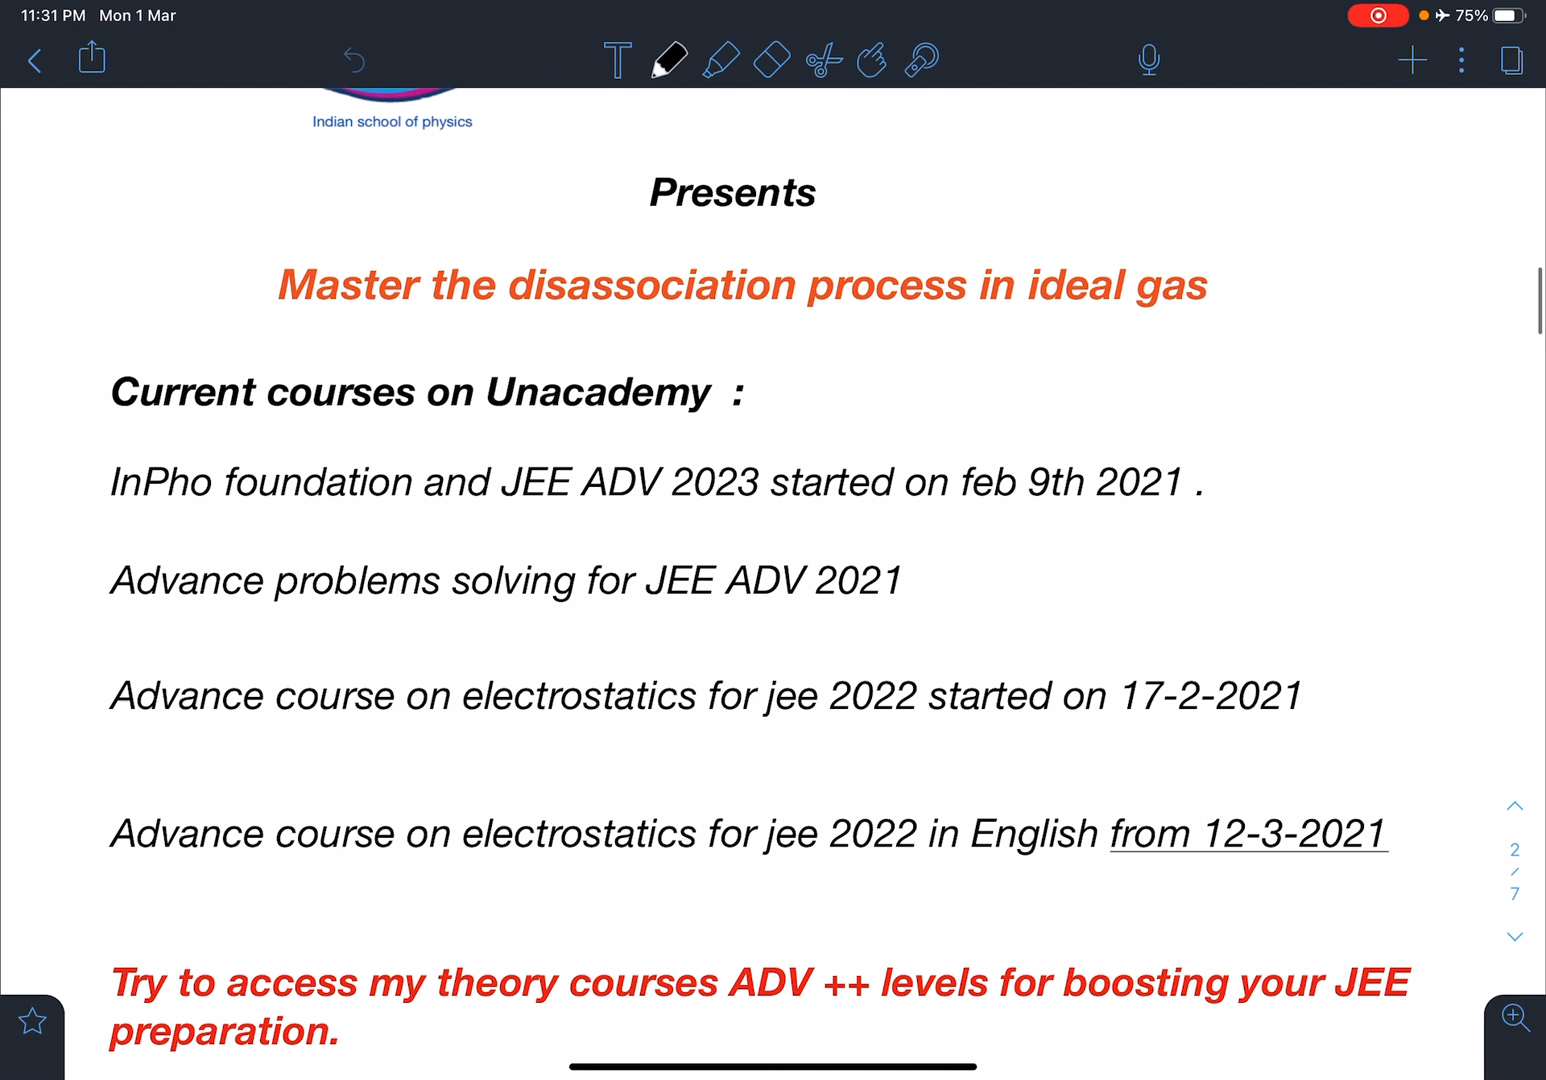 11:31 PM Mon 1 Mar
75%
T
Indian school of physics
Presents
Master the disassociation process in ideal gas
Current courses on Unacademy :
InPho foundation and JEE ADV 2023 started on feb 9th 2021 .
Advance problems solving for JEE ADV 2021
Advance course on electrostatics for jee 2022 started on 17-2-2021
Advance course on electrostatics for jee 2022 in English from 12-3-2021
2
/
7
Try to access my theory courses ADV ++ levels for boosting your JEE
preparation.